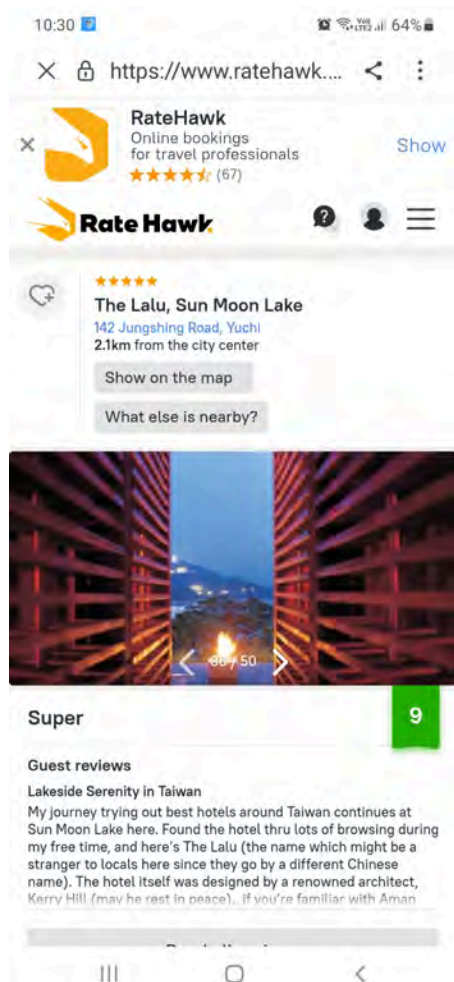 10:30
64%
https://www.ratehawk....
RateHawk
Online bookings
for travel professionals
Show
(67)
RateHawk
The Lalu, Sun Moon Lake
142 Jungshing Road, Yuchi
2.1km from the city center
Show on the map
What else is nearby?
/ 50
Super
9
Guest reviews
Lakeside Serenity in Taiwan
My journey trying out best hotels around Taiwan continues at
Sun Moon Lake here. Found the hotel thru lots of browsing during
my free time, and here's The Lalu (the name which might be a
stranger to locals here since they go by a different Chinese
name). The hotel itself was designed by a renowned architect,
Kerry Hill (may he rest in peace).. If you're familiar with Aman